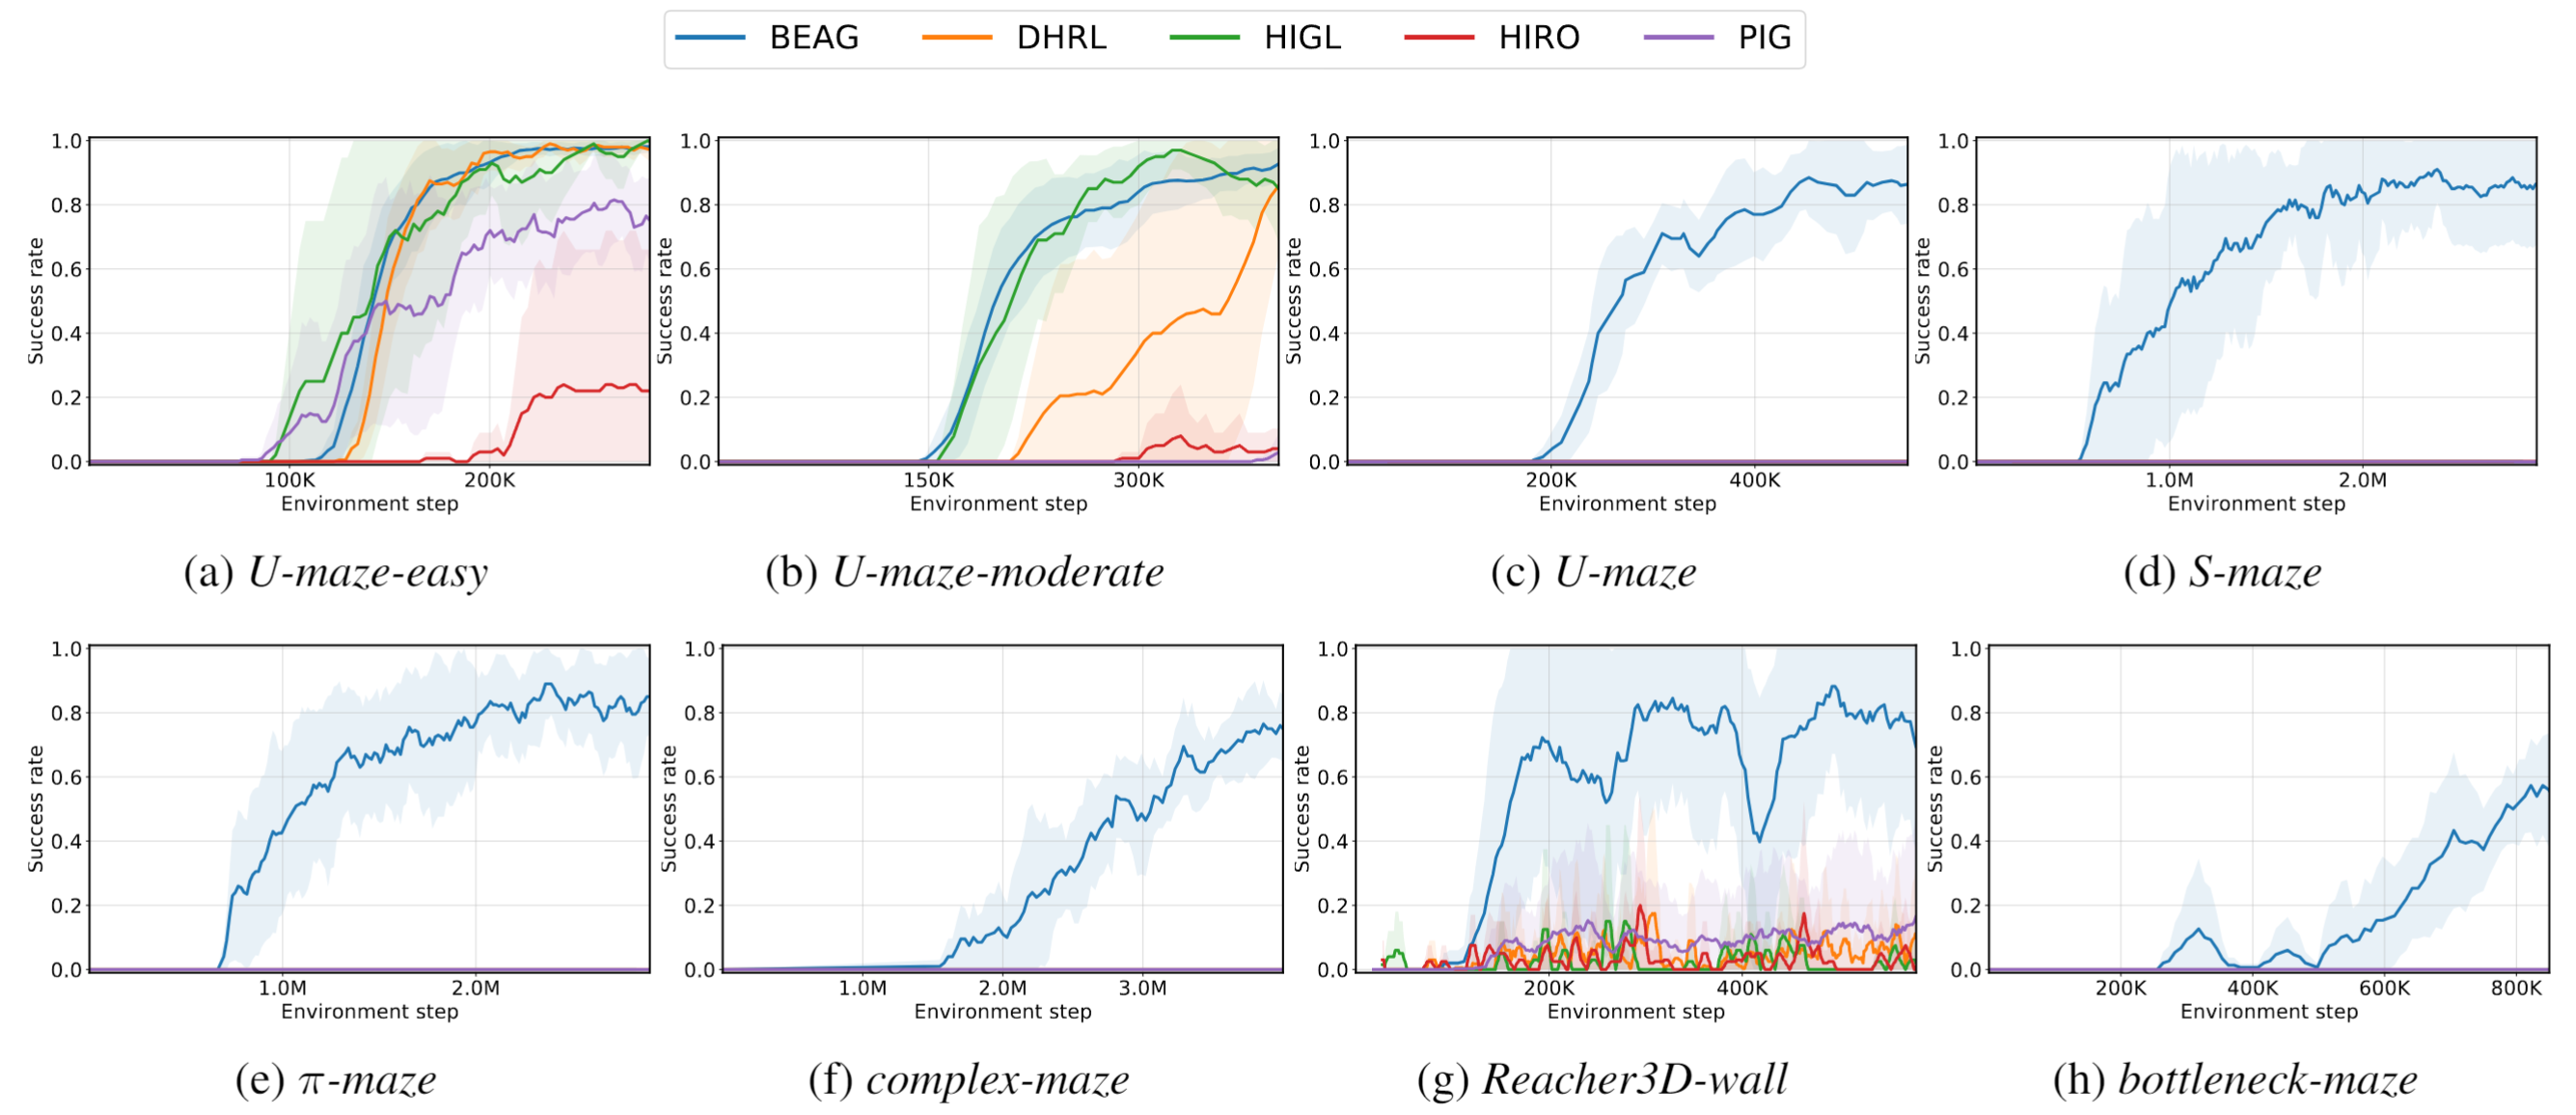 BEAG DHRL HIGL HIRO PIG
1.0
0.8
0.6
0.4
0.2
0.0
Success rate
100K 200K
Environment step
(a) U-maze-easy
1.0
0.8
0.6
0.4
0.2
0.0
Success rate
150K 300K
Environment step
(b) U-maze-moderate
1.0
0.8
0.6
0.4
0.2
0.0
Success rate
200K 400K
Environment step
(c) U-maze
1.0
0.8
0.6
0.4
0.2
0.0
Success rate
1.0M 2.0M
Environment step
(d) S-maze
1.0
0.8
0.6
0.4
0.2
0.0
Success rate
1.0M 2.0M
Environment step
(e) π-maze
1.0
0.8
0.6
0.4
0.2
0.0
Success rate
1.0M 2.0M 3.0M
Environment step
(f) complex-maze
1.0
0.8
0.6
0.4
0.2
0.0
Success rate
200K 400K
Environment step
(g) Reacher3D-wall
1.0
0.8
0.6
0.4
0.2
0.0
Success rate
200K 400K 600K 800K
Environment step
(h) bottleneck-maze